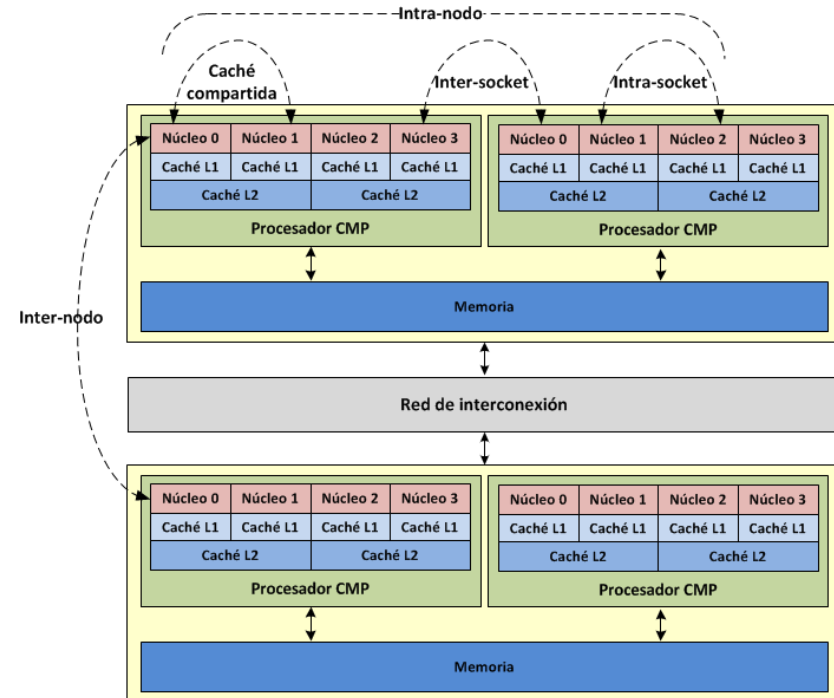 Intra-nodo
Caché
compartida
Inter-socket
Intra-socket
Núcleo 0 Núcleo 1 Núcleo 2 Núcleo 3
Caché L1 Caché L1 Caché L1 Caché L1
Caché L2 Caché L2
Procesador CMP
Núcleo 0 Núcleo 1 Núcleo 2 Núcleo 3
Caché L1 Caché L1 Caché L1 Caché L1
Caché L2 Caché L2
Procesador CMP
Memoria
Inter-nodo
Red de interconexión
Núcleo 0 Núcleo 1 Núcleo 2 Núcleo 3
Caché L1 Caché L1 Caché L1 Caché L1
Caché L2 Caché L2
Procesador CMP
Núcleo 0 Núcleo 1 Núcleo 2 Núcleo 3
Caché L1 Caché L1 Caché L1 Caché L1
Caché L2 Caché L2
Procesador CMP
Memoria